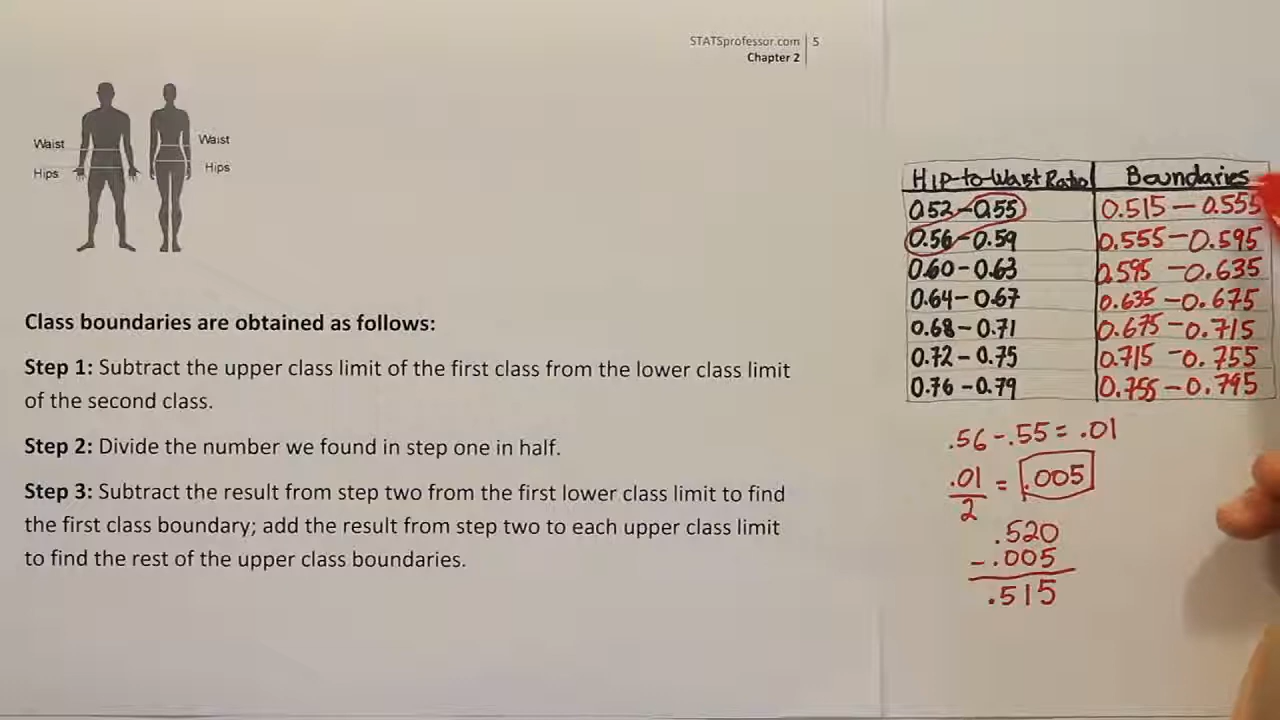 STATSprofessor.com 5
Chapter 2
Waist Waist
Hips Hips
Class boundaries are obtained as follows:
Step 1: Subtract the upper class limit of the first class from the lower class limit
of the second class.
Step 2: Divide the number we found in step one in half.
Step 3: Subtract the result from step two from the first lower class limit to find
the first class boundary; add the result from step two to each upper class limit
to find the rest of the upper class boundaries.
Hip-to-Waist Ratio Boundaries
0.52-0.55 0.515-0.555
0.56-0.59 0.555-0.595
0.60-0.63 0.595-0.635
0.64-0.67 0.635-0.675
0.68-0.71 0.675-0.715
0.72-0.75 0.715-0.755
0.76-0.79 0.755-0.795
.56-.55=.01
.01 = .005
2
.520
-.005
.515